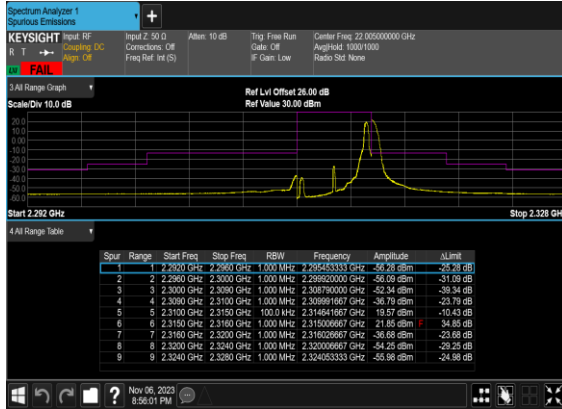 Spectrum Analyzer 1
Spurious Emissions
+
KEYSIGHT Input: RF Input Z: 50 Ω Atten: 10 dB Trig: Free Run Center Freq: 22.005000000 GHz
R T Coupling: DC Corrections: Off Gate: Off Avg|Hold: 1000/1000
Align: Off Freq Ref: Int (S) IF Gain: Low Radio Std: None
FAIL
3 All Range Graph
Ref Lvl Offset 26.00 dB
Scale/Div 10.0 dB Ref Value 30.00 dBm
20.0
10.0
0.00
-10.0
-20.0
-30.0
-40.0
-50.0
-60.0
Start 2.292 GHz Stop 2.328 GH
4 All Range Table
Spur Range Start Freq Stop Freq RBW Frequency Amplitude ΔLimit
1 1 2.2920 GHz 2.2960 GHz 1.000 MHz 2.295453333 GHz -56.28 dBm -25.28 dB
2 2 2.2960 GHz 2.3000 GHz 1.000 MHz 2.299920000 GHz -56.09 dBm -31.09 dB
3 3 2.3000 GHz 2.3090 GHz 1.000 MHz 2.308790000 GHz -52.34 dBm -39.34 dB
4 4 2.3090 GHz 2.3100 GHz 1.000 MHz 2.309991667 GHz -36.79 dBm -23.79 dB
5 5 2.3100 GHz 2.3150 GHz 100.0 kHz 2.314641667 GHz 19.57 dBm -10.43 dB
6 6 2.3150 GHz 2.3160 GHz 1.000 MHz 2.315006667 GHz 21.85 dBm F 34.85 dB
7 7 2.3160 GHz 2.3200 GHz 1.000 MHz 2.316026667 GHz -36.68 dBm -23.68 dB
8 8 2.3200 GHz 2.3240 GHz 1.000 MHz 2.320006667 GHz -54.25 dBm -29.25 dB
9 9 2.3240 GHz 2.3280 GHz 1.000 MHz 2.324053333 GHz -55.98 dBm -24.98 dB
? Nov 06, 2023
8:56:01 PM